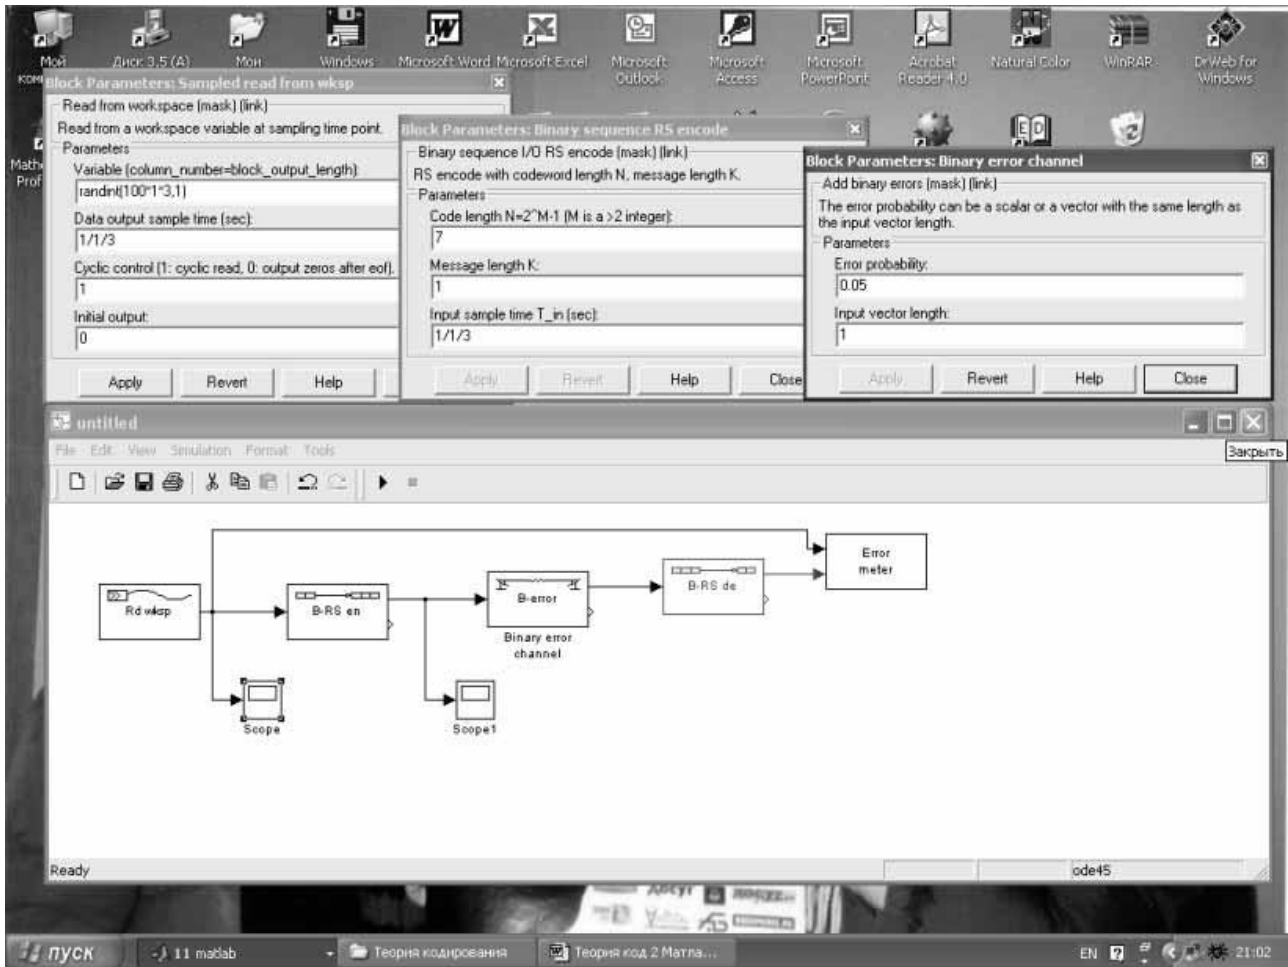 Мой
Диск 3,5 (A)
Мои
Windows
Microsoft Word
Microsoft Excel
Microsoft Outlook
Microsoft Access
Microsoft PowerPoint
Acrobat Reader 4.0
Natural Color
WinRAR
DrWeb for Windows
Block Parameters: Sampled read from wksp
Read from workspace (mask) (link)
Read from a workspace variable at sampling time point.
Parameters
Variable (column_number=block_output_length)
randint(100*1*3,1)
Data output sample time (sec):
1/1/3
Cyclic control (1: cyclic read, 0: output zeros after eof).
1
Initial output:
0
Apply
Revert
Help
Block Parameters: Binary sequence RS encode
Binary sequence I/O RS encode (mask) (link)
RS encode with codeword length N, message length K.
Parameters
Code length N=2^M-1 (M is a >2 integer):
7
Message length K:
1
Input sample time T_in (sec):
1/1/3
Apply
Revert
Help
Close
Block Parameters: Binary error channel
Add binary errors (mask) (link)
The error probability can be a scalar or a vector with the same length as
the input vector length.
Parameters
Error probability:
0.05
Input vector length:
1
Apply
Revert
Help
Close
untitled
File Edit View Simulation Format Tools
Закрыть
Rd wksp
B-RS en
B-error
Binary error
channel
B-RS de
Error
meter
Scope
Scope1
Ready
ode45
пуск
11 matlab
Теория кодирования
Теория код 2 Матла...
EN
21:02